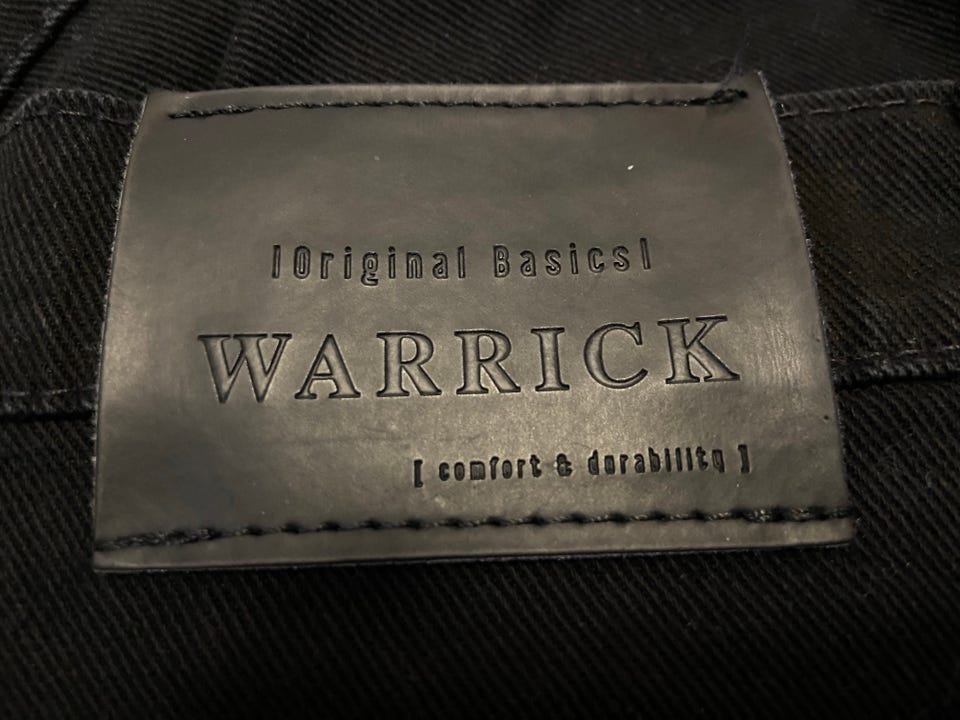 |Original Basics|
WARRICK
[ comfort & durability ]